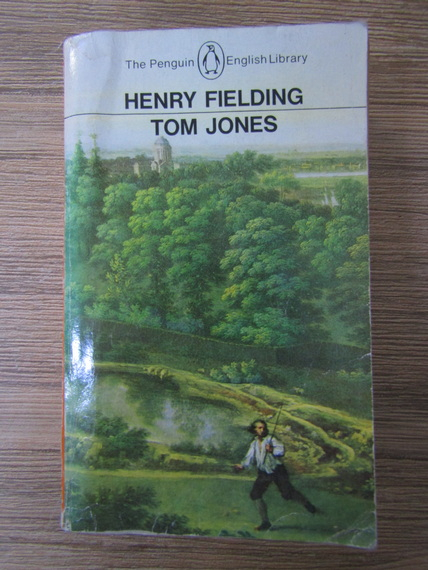 The Penguin English Library
HENRY FIELDING
TOM JONES